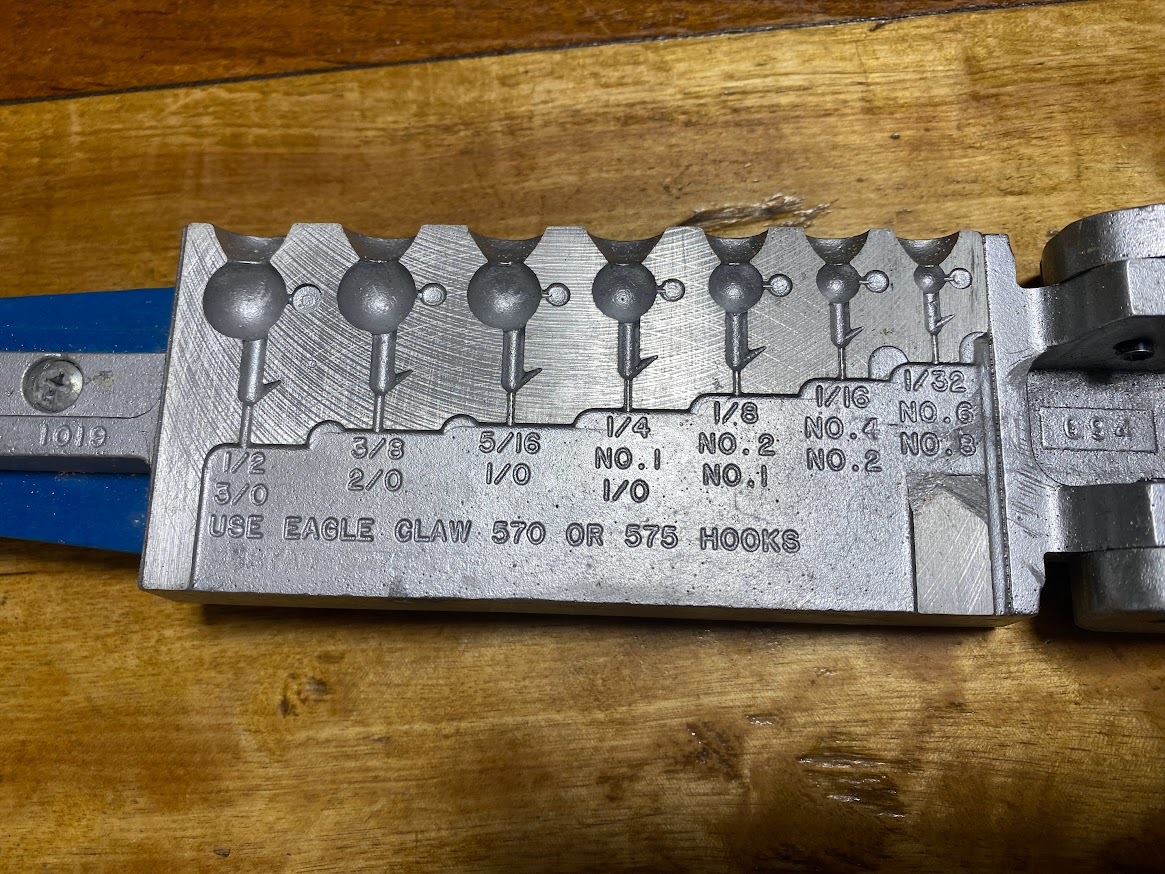 1019
1/2
3/0
3/8
2/0
5/16
1/0
1/4
NO.1
1/0
1/8
NO.2
NO.1
1/16
NO.4
NO.2
1/32
NO.6
NO.8
USE EAGLE CLAW 570 OR 575 HOOKS